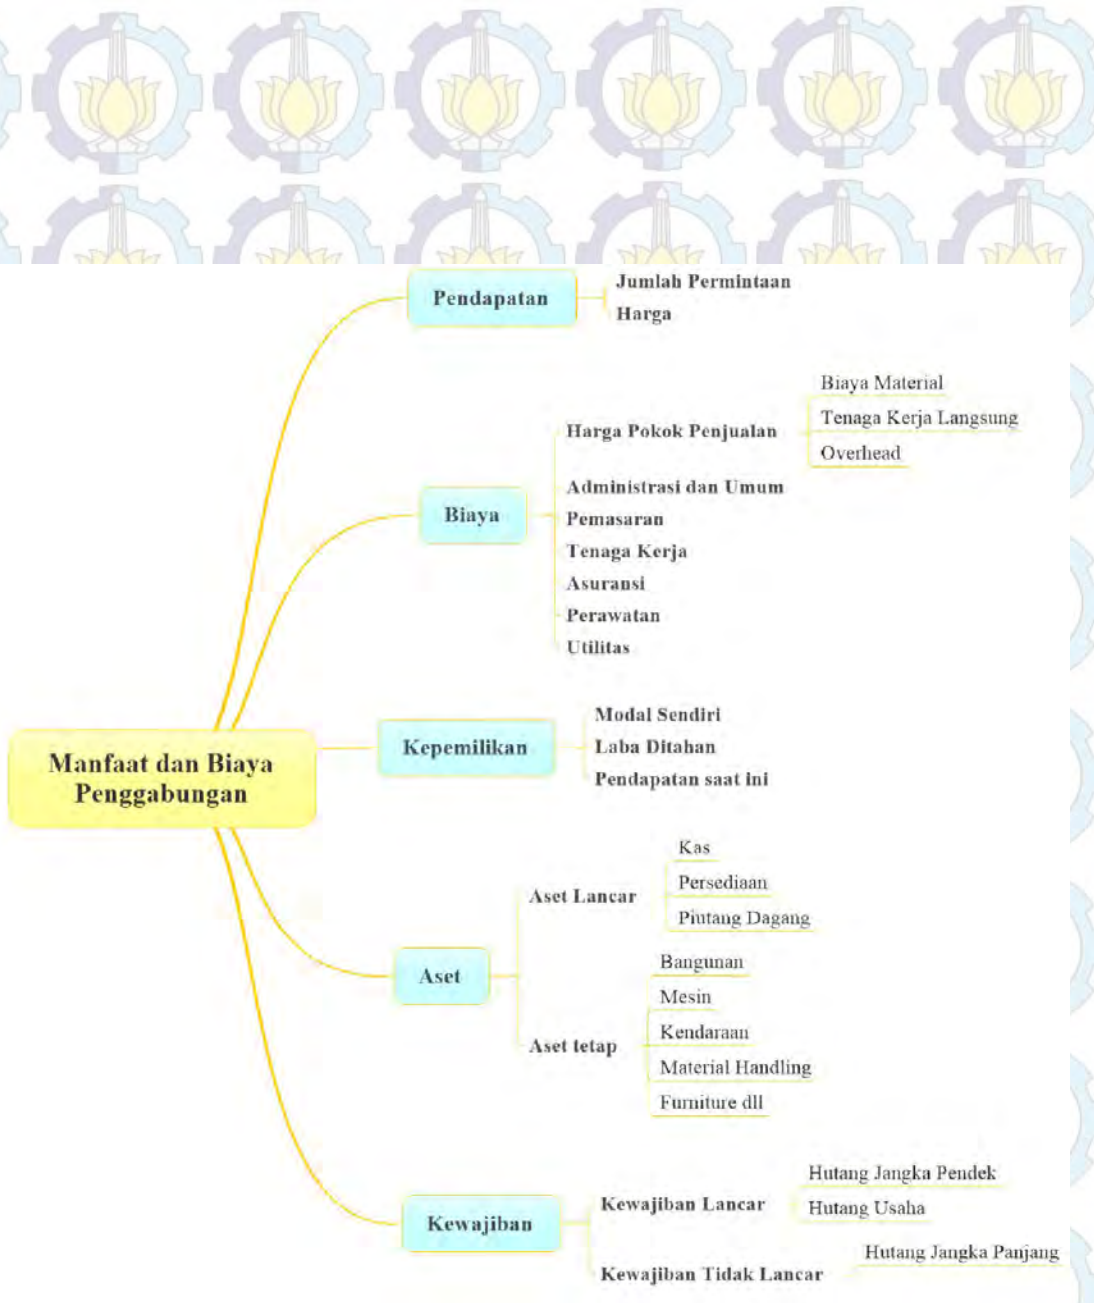 Pendapatan
Jumlah Permintaan
Harga
Biaya
Harga Pokok Penjualan
Biaya Material
Tenaga Kerja Langsung
Overhead
Administrasi dan Umum
Pemasaran
Tenaga Kerja
Asuransi
Perawatan
Utilitas
Manfaat dan Biaya
Penggabungan
Kepemilikan
Modal Sendiri
Laba Ditahan
Pendapatan saat ini
Aset
Aset Lancar
Kas
Persediaan
Piutang Dagang
Aset tetap
Bangunan
Mesin
Kendaraan
Material Handling
Furniture dll
Kewajiban
Kewajiban Lancar
Hutang Jangka Pendek
Hutang Usaha
Kewajiban Tidak Lancar
Hutang Jangka Panjang